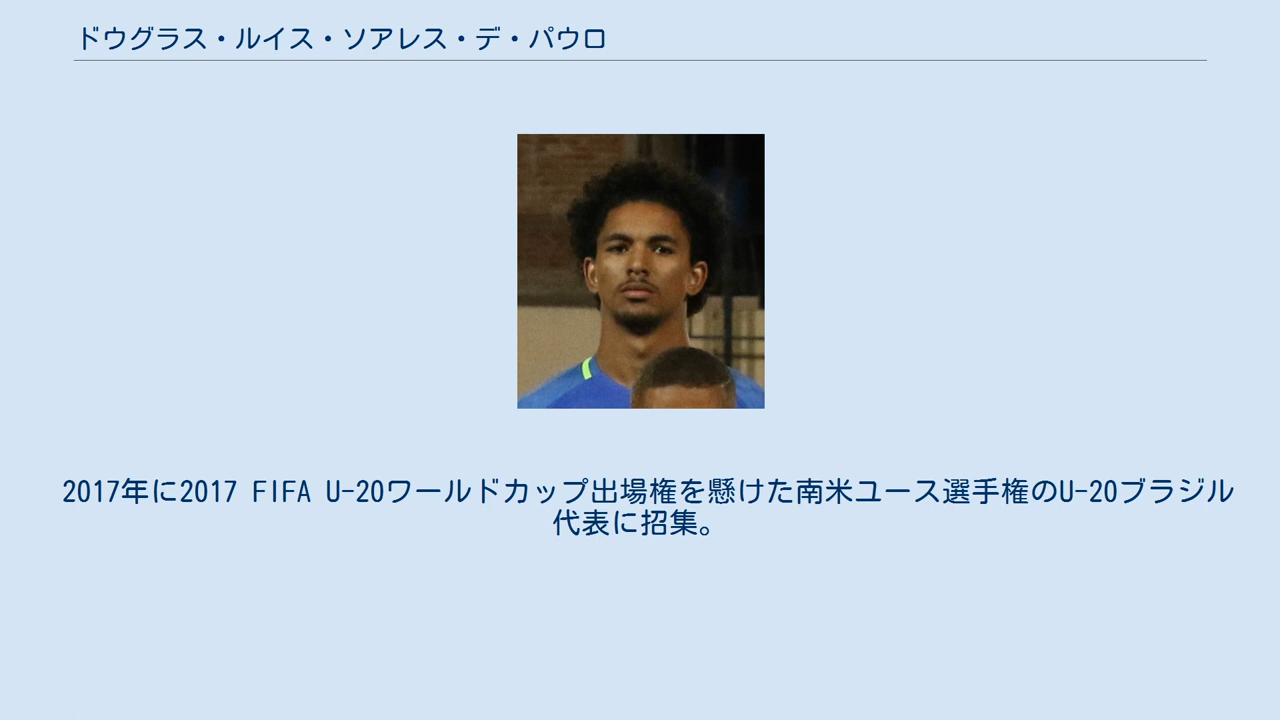 ドウグラス・ルイス・ソアレス・デ・パウロ
2017年に2017 FIFA U-20ワールドカップ出場権を懸けた南米ユース選手権のU-20ブラジル
代表に招集。